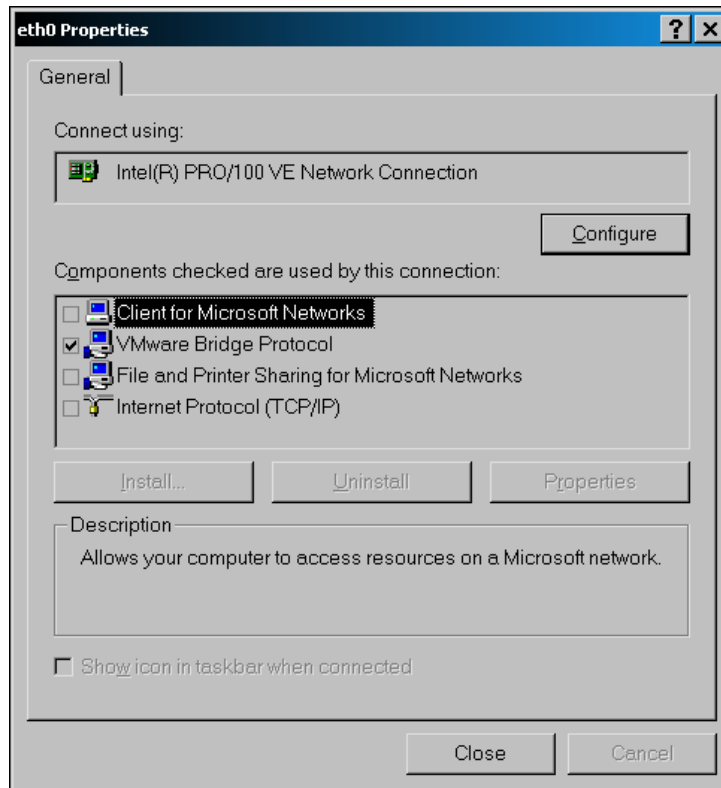 eth0 Properties
General
Connect using:
Intel(R) PRO/100 VE Network Connection
Configure
Components checked are used by this connection:
Client for Microsoft Networks
VMware Bridge Protocol
File and Printer Sharing for Microsoft Networks
Internet Protocol (TCP/IP)
Install... Uninstall Properties
Description
Allows your computer to access resources on a Microsoft network.
Show icon in taskbar when connected
Close Cancel